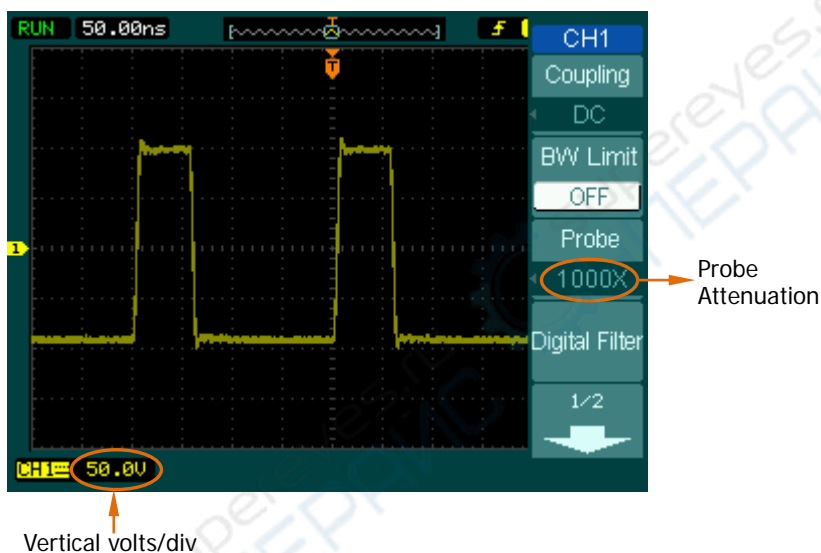 RUN 50.00ns
T
CH1
Coupling
DC
BW Limit
OFF
Probe
1000X
Probe
Attenuation
1
Digital Filter
1/2
CH1 50.0V
Vertical volts/div